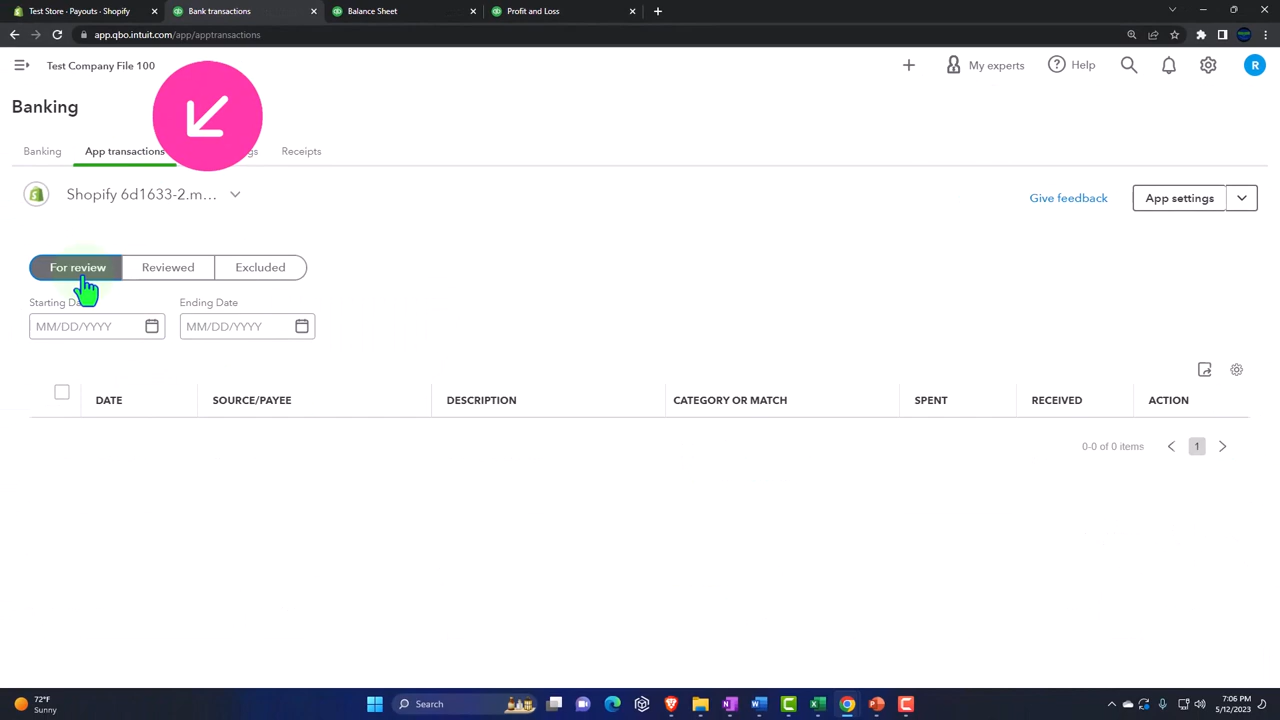 Test Store - Payouts - Shopify
Bank transactions
Balance Sheet
Profit and Loss
app.qbo.intuit.com/app/apptransactions
Test Company File 100
My experts
Help
R
Banking
Banking
App transactions
Receipts
Shopify 6d1633-2.m...
Give feedback
App settings
For review
Reviewed
Excluded
Starting Da
Ending Date
MM/DD/YYYY
MM/DD/YYYY
DATE
SOURCE/PAYEE
DESCRIPTION
CATEGORY OR MATCH
SPENT
RECEIVED
ACTION
0-0 of 0 items
1
72°F
Sunny
Search
7:06 PM
5/12/2023